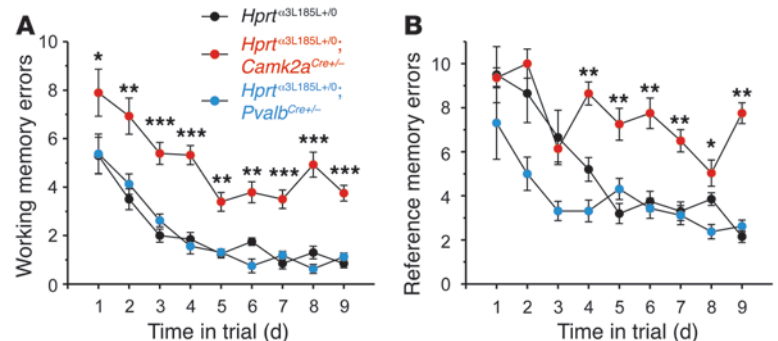 A
Hprtα3L185L+/0
Hprtα3L185L+/0;
Camk2aCre+/–
Hprtα3L185L+/0;
PvalbCre+/–
Working memory errors
10
8
6
4
2
0
* ** *** *** ** ** *** *** ***
1 2 3 4 5 6 7 8 9
Time in trial (d)
B
Reference memory errors
10
8
6
4
2
0
** ** ** ** * **
1 2 3 4 5 6 7 8 9
Time in trial (d)